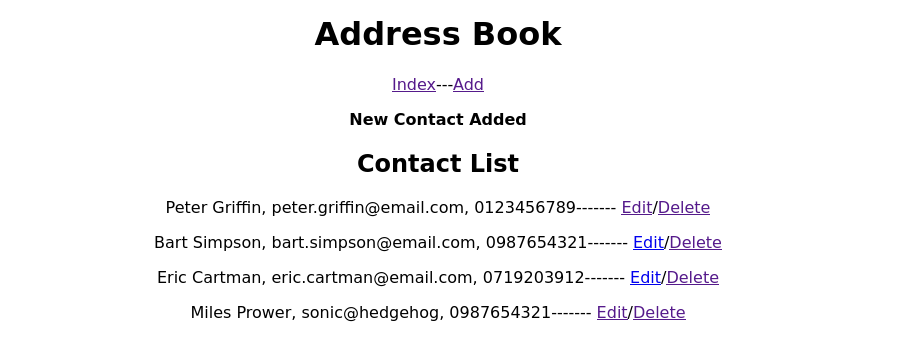 Address Book
Index---Add
New Contact Added
Contact List
Peter Griffin, peter.griffin@email.com, 0123456789------- Edit/Delete
Bart Simpson, bart.simpson@email.com, 0987654321------- Edit/Delete
Eric Cartman, eric.cartman@email.com, 0719203912------- Edit/Delete
Miles Prower, sonic@hedgehog, 0987654321------- Edit/Delete